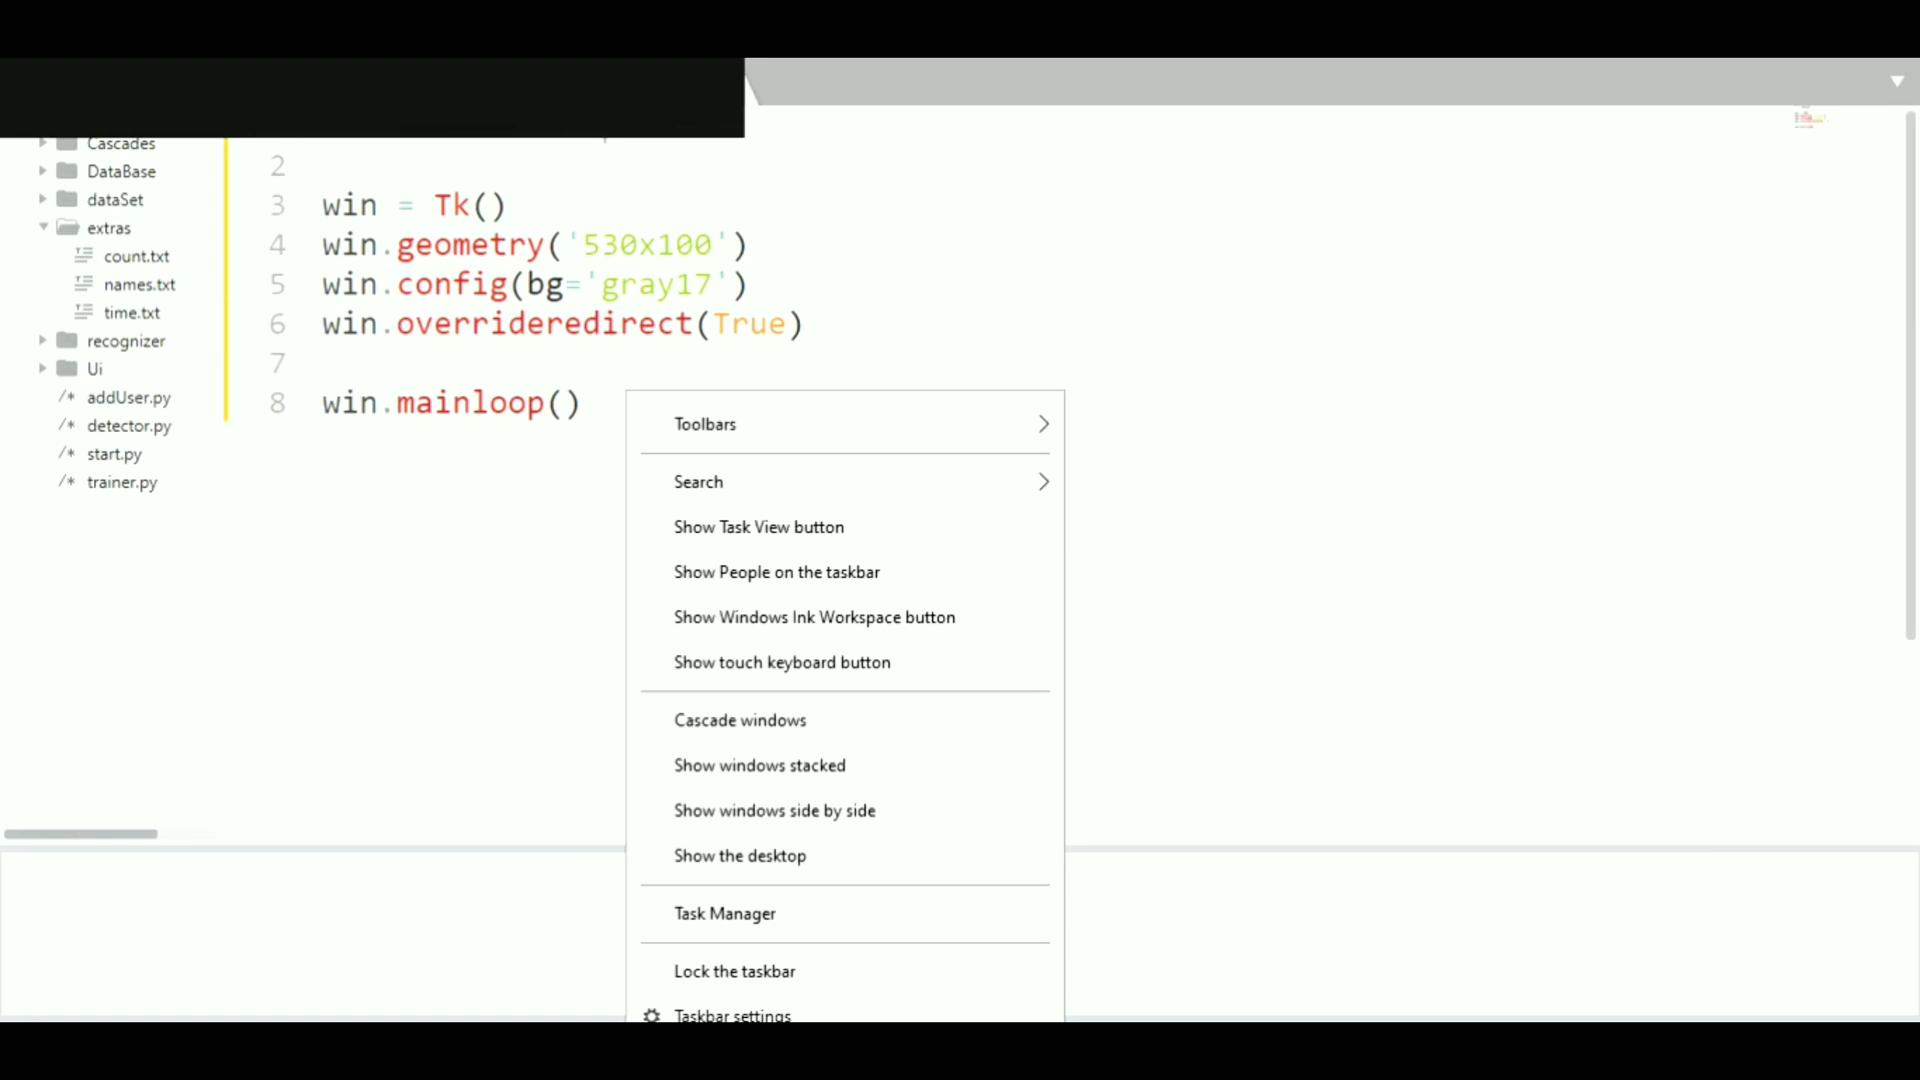 Cascades
DataBase
dataSet
extras
count.txt
names.txt
time.txt
recognizer
Ui
/* addUser.py
/* detector.py
/* start.py
/* trainer.py
2
3 win = Tk()
4 win.geometry('530x100')
5 win.config(bg='gray17')
6 win.overrideredirect(True)
7
8 win.mainloop()
Toolbars
Search
Show Task View button
Show People on the taskbar
Show Windows Ink Workspace button
Show touch keyboard button
Cascade windows
Show windows stacked
Show windows side by side
Show the desktop
Task Manager
Lock the taskbar
Taskbar settings